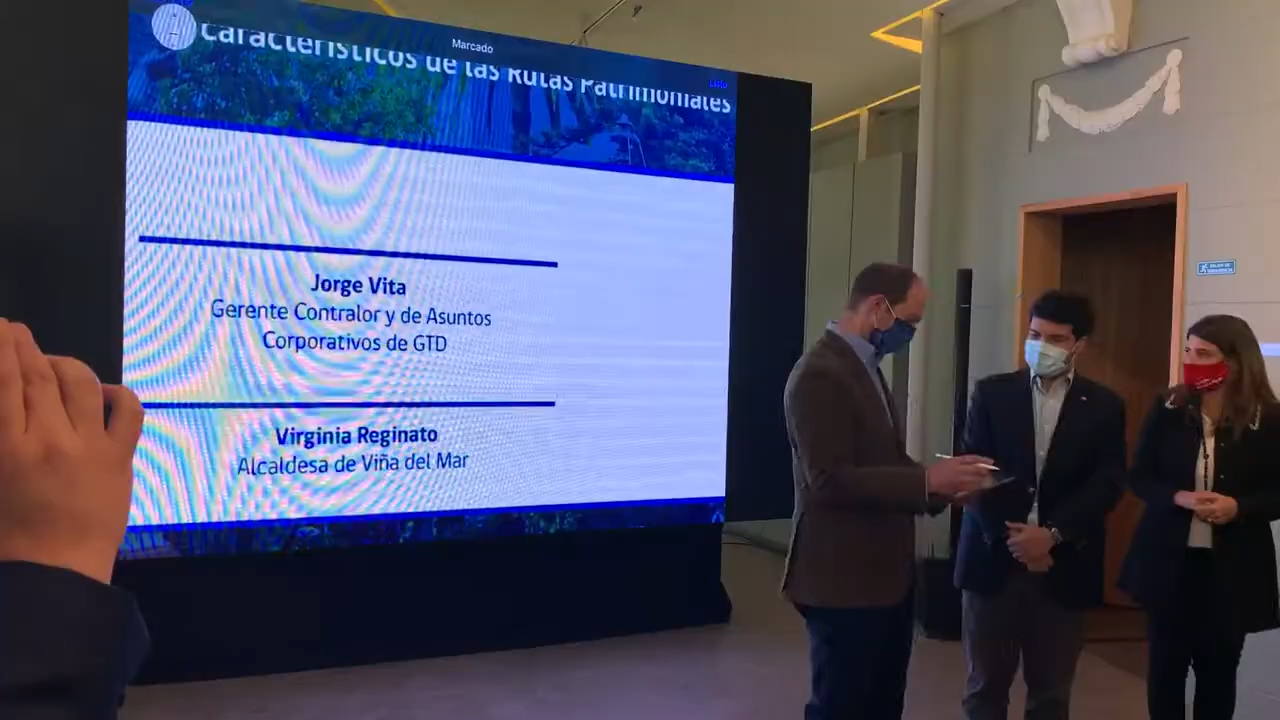 Marcado
Listo
característicos de las Rutas Patrimoniales
Jorge Vita
Gerente Contralor y de Asuntos
Corporativos de GTD
Virginia Reginato
Alcaldesa de Viña del Mar